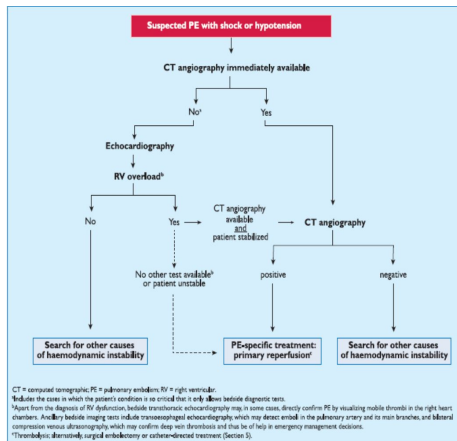 Suspected PE with shock or hypotension
CT angiography immediately available
Noᵃ
Yes
Echocardiography
RV overloadᵇ
No
Yes
CT angiography
available
and
patient stabilized
CT angiography
No other test availableᵇ
or patient unstable
positive
negative
Search for other causes
of haemodynamic instability
PE-specific treatment:
primary reperfusionᶜ
Search for other causes
of haemodynamic instability
CT = computed tomographic; PE = pulmonary embolism; RV = right ventricular.
ᵃIncludes the cases in which the patient's condition is so critical that it only allows bedside diagnostic tests.
ᵇApart from the diagnosis of RV dysfunction, bedside transthoracic echocardiography may, in some cases, directly confirm PE by visualizing mobile thrombi in the right heart
chambers. Ancillary bedside imaging tests include transoesophageal echocardiography, which may detect emboli in the pulmonary artery and its main branches, and bilateral
compression venous ultrasonography, which may confirm deep vein thrombosis and thus be of help in emergency management decisions.
ᶜThrombolysis; alternatively, surgical embolectomy or catheter-directed treatment (Section 5).